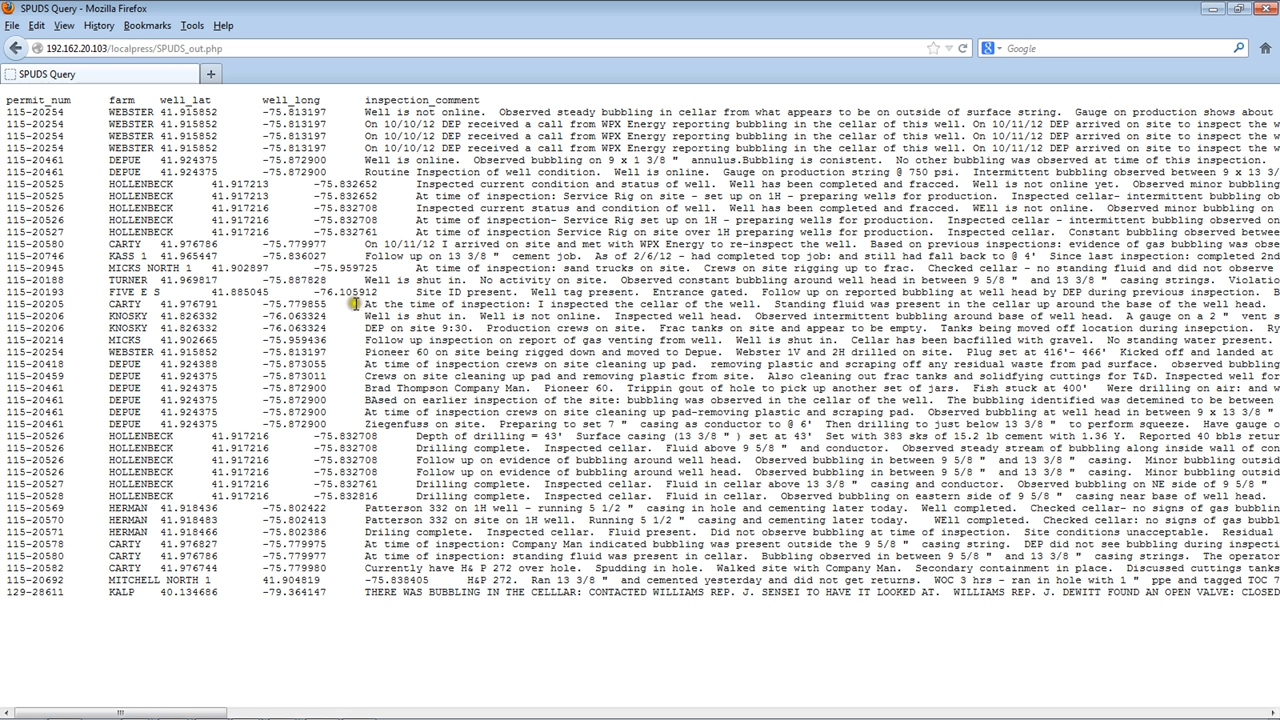 SPUDS Query - Mozilla Firefox
File Edit View History Bookmarks Tools Help
192.162.20.103/localpress/SPUDS_out.php
Google
SPUDS Query
permit_num farm well_lat well_long inspection_comment
115-20254 WEBSTER 41.915852 -75.813197 Well is not online. Observed steady bubbling in cellar from what appears to be on outside of surface string. Gauge on production shows about
115-20254 WEBSTER 41.915852 -75.813197 On 10/10/12 DEP received a call from WPX Energy reporting bubbling in the cellar of this well. On 10/11/12 DEP arrived on site to inspect the w
115-20254 WEBSTER 41.915852 -75.813197 On 10/10/12 DEP received a call from WPX Energy reporting bubbling in the cellar of this well. On 10/11/12 DEP arrived on site to inspect the w
115-20254 WEBSTER 41.915852 -75.813197 On 10/10/12 DEP received a call from WPX Energy reporting bubbling in the cellar of this well. On 10/11/12 DEP arrived on site to inspect the w
115-20461 DEPUE 41.924375 -75.872900 Well is online. Observed bubbling on 9 x 1 3/8 " annulus.Bubbling is conistent. No other bubbling was observed at time of this inspection.
115-20461 DEPUE 41.924375 -75.872900 Routine Inspection of well condition. Well is online. Gauge on production string @ 750 psi. Intermittent bubbling observed between 9 x 13 3/8
115-20525 HOLLENBECK 41.917213 -75.832652 Inspected current condition and status of well. Well has been completed and fracced. Well is not online yet. Observed minor bubbling
115-20525 HOLLENBECK 41.917213 -75.832652 At time of inspection: Service Rig on site - set up on 1H - preparing wells for production. Inspected cellar- intermittent bubbling
115-20526 HOLLENBECK 41.917216 -75.832708 Inspected current status and condition of well. Well has been completed and fracced. Well is not online. Observed minor bubbling on
115-20526 HOLLENBECK 41.917216 -75.832708 At time of inspection- Service Rig set up on 1H - preparing wells for production. Inspected cellar - intermittent bubbling observed
115-20527 HOLLENBECK 41.917216 -75.832761 At time of inspection Service Rig on site over 1H preparing wells for production. Inspected cellar. Constant bubbling observed betwee
115-20580 CARTY 41.976786 -75.779977 On 10/11/12 I arrived on site and met with WPX Energy to re-inspect the well. Based on previous inspections: evidence of gas bubbling was obse
115-20746 KASS 1 41.965447 -75.836027 Follow up on 13 3/8 " cement job. As of 2/6/12 - had completed top job: and still had fall back to @ 4' Since last inspection
115-20945 MICKS NORTH 1 41.902897 -75.959725 At time of inspection: sand trucks on site. Crews on site rigging up to frac. Checked cellar - no standing fluid and did not
115-20188 TURNER 41.969817 -75.887828 Well is shut in. No activity on site. Observed constant bubbling around well head in between 9 5/8 " and 13 3/8 " casing strings. Violatio
115-20193 FIVE E S 41.885045 -76.105912 Site ID present. Well tag present. Entrance gated. Follow up on reported bubbling at well head by DEP during previous inspection. B
115-20205 CARTY 41.976791 -75.779855 At the time of inspection: I inspected the cellar of the well. Standing fluid was present in the cellar up around the base of the well head.
115-20206 KNOSKY 41.826332 -76.063324 Well is shut in. Well is not online. Inspected well head. Observed intermittent bubbling around base of well head. A gauge on a 2 " vent s
115-20206 KNOSKY 41.826332 -76.063324 DEP on site 9:30. Production crews on site. Frac tanks on site and appear to be empty. Tanks being moved off location during inspection. Ry
115-20214 MICKS 41.902665 -75.959436 Follow up inspection on report of gas venting from well. Well is shut in. Cellar has been bacfilled with gravel. No standing water present.
115-20254 WEBSTER 41.915852 -75.813197 Pioneer 60 on site being rigged down and moved to Depue. Webster 1V and 2H drilled on site. Plug set at 416'- 466' Kicked off and landed at
115-20418 DEPUE 41.924388 -75.873055 At time of inspection crews on site cleaning up pad. removing plastic and scraping off any residual waste from pad surface. observed bubbling
115-20459 DEPUE 41.924375 -75.873011 Crews on site cleaning up pad and removing plastic from site. Also cleaning out frac tanks and solidifying cuttings for T&D. Inspected well for
115-20461 DEPUE 41.924375 -75.872900 Brad Thompson Company Man. Pioneer 60. Trippin gout of hole to pick up another set of jars. Fish stuck at 400' Were drilling on air: and w
115-20461 DEPUE 41.924375 -75.872900 BAsed on earlier inspection of the site: bubbling was observed in the cellar of the well. The bubbling identified was detemined to be between
115-20461 DEPUE 41.924375 -75.872900 At time of inspection crews on site cleaning up pad-removing plastic and scraping pad. Observed bubbling at well head in between 9 x 13 3/8 "
115-20461 DEPUE 41.924375 -75.872900 Ziegenfuss on site. Preparing to set 7 " casing as conductor to @ 6' Then drilling to just below 13 3/8 " to perform squeeze. Have gauge o
115-20526 HOLLENBECK 41.917216 -75.832708 Depth of drilling = 43' Surface casing (13 3/8 " ) set at 43' Set with 383 sks of 15.2 lb cement with 1.36 Y. Reported 40 bbls retur
115-20526 HOLLENBECK 41.917216 -75.832708 Drilling complete. Inspected cellar. Fluid above 9 5/8 " and conductor. Observed steady stream of bubbling along inside wall of con
115-20526 HOLLENBECK 41.917216 -75.832708 Follow up on evidence of bubbling around well head. Observed bubbling in between 9 5/8 " and 13 3/8 " casing. Minor bubbling outsid
115-20526 HOLLENBECK 41.917216 -75.832708 Follow up on evidence of bubbling around well head. Observed bubbling in between 9 5/8 " and 13 3/8 " casing. Minor bubbling outsid
115-20527 HOLLENBECK 41.917216 -75.832761 Drilling complete. Inspected cellar. Fluid in cellar above 13 3/8 " casing and conductor. Observed bubbling on NE side of 9 5/8 "
115-20528 HOLLENBECK 41.917216 -75.832816 Drilling complete. Inspected cellar. Fluid in cellar. Observed bubbling on eastern side of 9 5/8 " casing near base of well head.
115-20569 HERMAN 41.918436 -75.802422 Patterson 332 on 1H well - running 5 1/2 " casing in hole and cementing later today. Well completed. Checked cellar- no signs of gas bubblin
115-20570 HERMAN 41.918483 -75.802413 Patterson 332 on site on 1H well. Running 5 1/2 " casing and cementing later today. Well completed. Checked cellar: no signs of gas bubb
115-20571 HERMAN 41.918466 -75.802386 Driling complete. Inspected cellar. Fluid present. Did not observe bubbling at time of inspection. Site conditions unacceptable. Residual
115-20578 CARTY 41.976787 -75.779975 At time of inspection: Company Man indicated bubbling was present outside the 9 5/8 " casing string. DEP did not see bubbling during inspectio
115-20580 CARTY 41.976786 -75.779977 At time of inspection: standing fluid was present in cellar. Bubbling observed in between 9 5/8 " and 13 3/8 " casing strings. The operator
115-20582 CARTY 41.976786 -75.779980 Currently have H& P 272 over hole. Spudding in hole. Walked site with Company Man. Secondary containment in place. Discussed cuttings tank
115-20692 MITCHELL NORTH 1 41.904819 -75.838405 H&P 272. Ran 13 3/8 " and cemented yesterday and did not get returns. WOC 3 hrs - ran in hole with 1 " ppe and tagged TOC 7
129-28611 KALP 40.134686 -79.364147 THERE WAS BUBBLING IN THE CELLLAR: CONTACTED WILLIAMS REP. J. SENSEI TO HAVE IT LOOKED AT. WILLIAMS REP. J. DEWITT FOUND AN OPEN VALVE: CLOSED